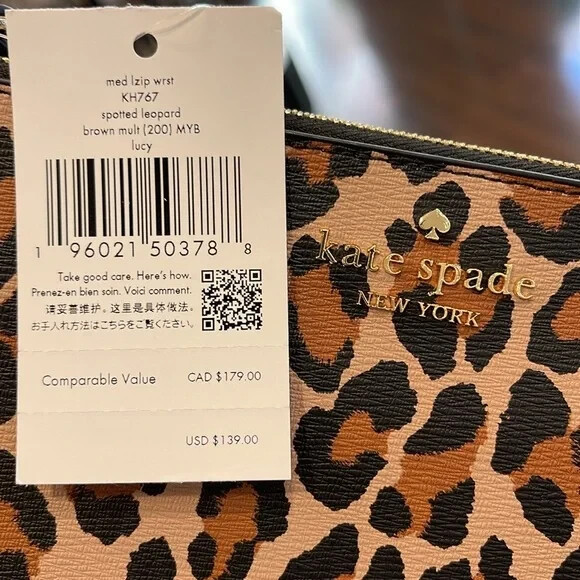 med lzip wrst
KH767
spotted leopard
brown mult (200) MYB
lucy
1 96021 50378 8
Take good care. Here's how.
Prenez-en bien soin. Voici comment.
请妥善维护。这里是具体做法。
お手入れ方法はこちらをご覧ください。
Comparable Value CAD $179.00
USD $139.00
kate spade
NEW YORK